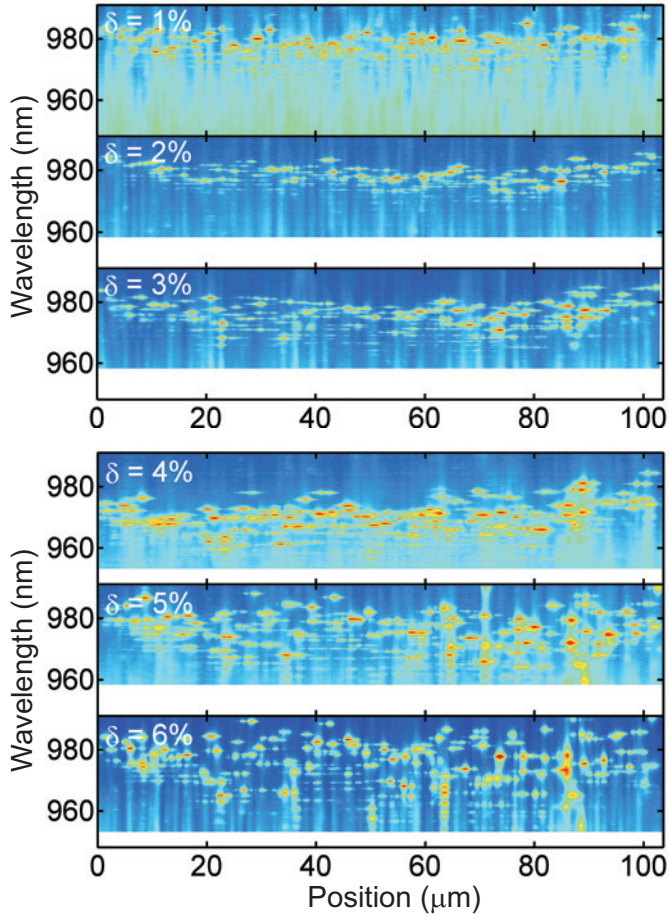 δ = 1%
980
960
δ = 2%
980
960
δ = 3%
980
960
Wavelength (nm)
0 20 40 60 80 100
δ = 4%
980
960
δ = 5%
980
960
δ = 6%
980
960
Wavelength (nm)
0 20 40 60 80 100
Position (μm)